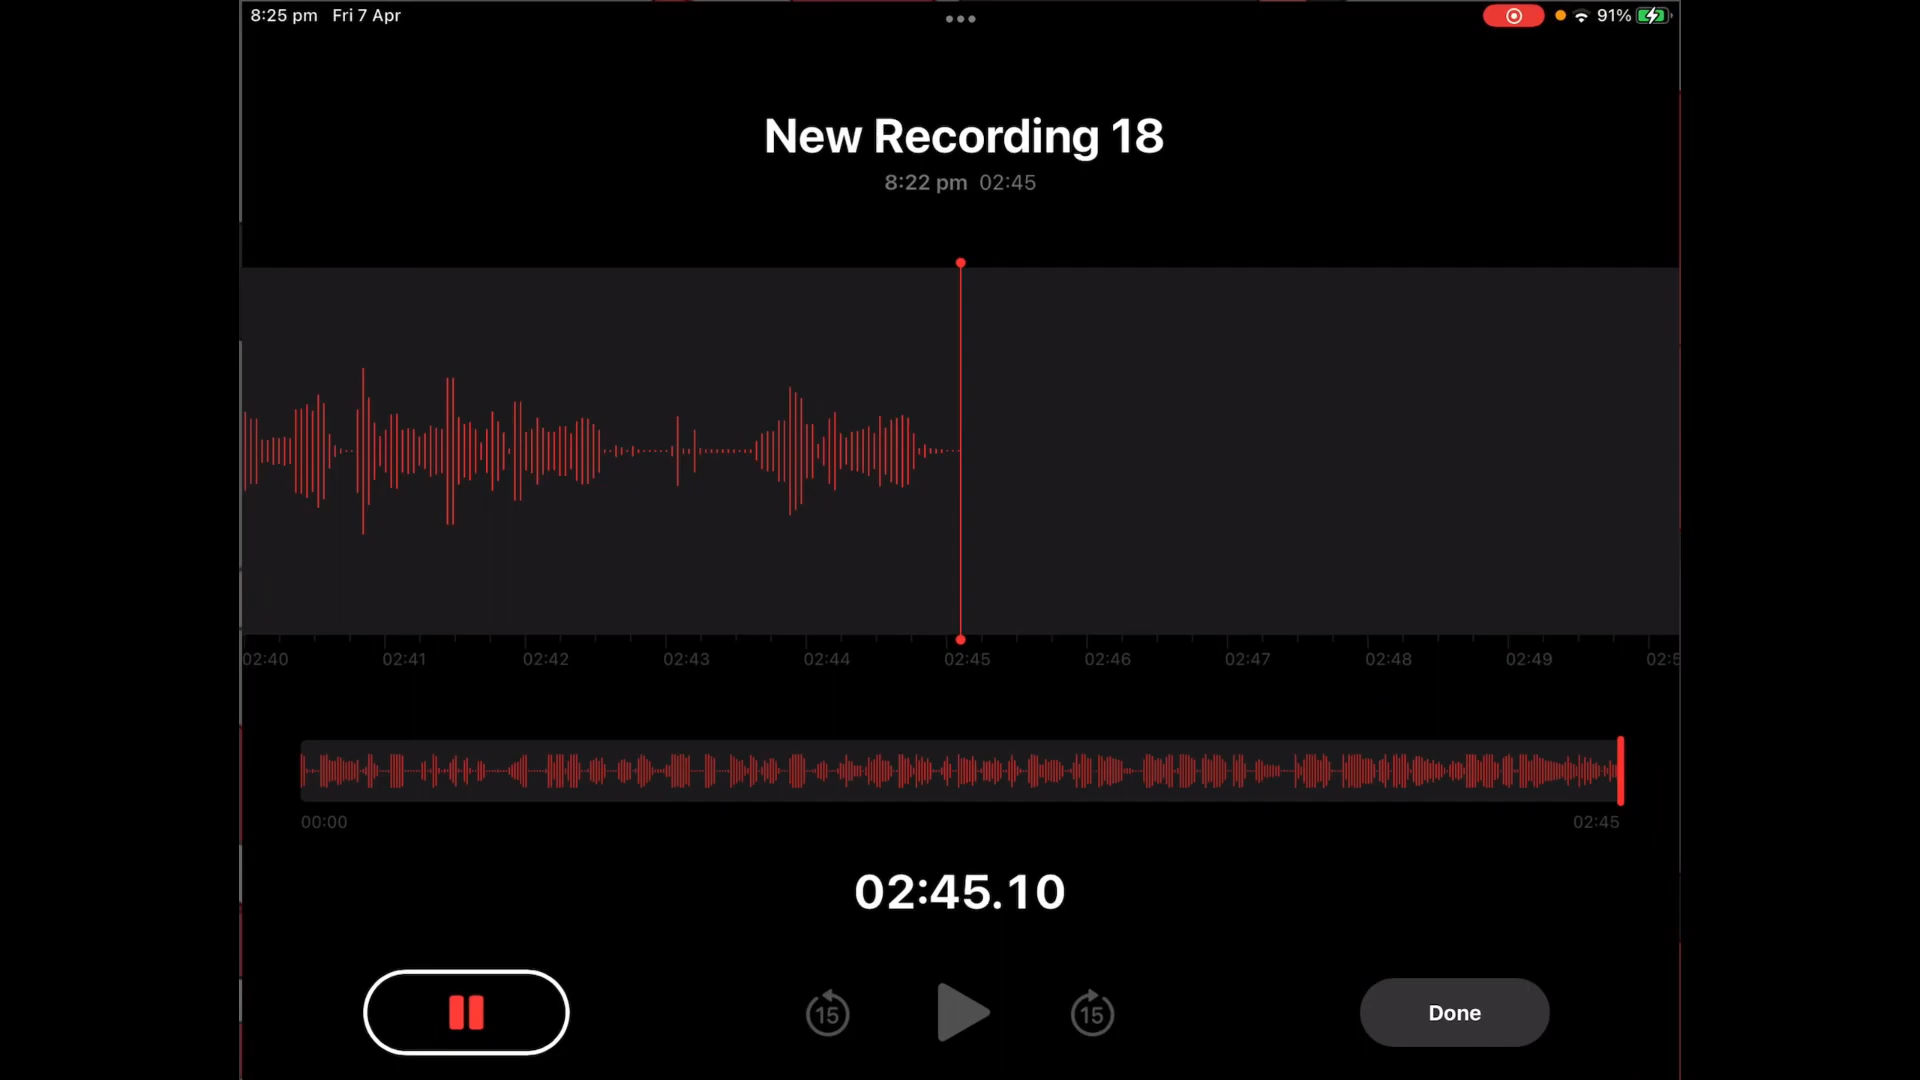 8:25 pm Fri 7 Apr
91%
New Recording 18
8:22 pm 02:45
02:40 02:41 02:42 02:43 02:44 02:45 02:46 02:47 02:48 02:49 02:5
00:00 02:45
02:45.10
15 15 Done